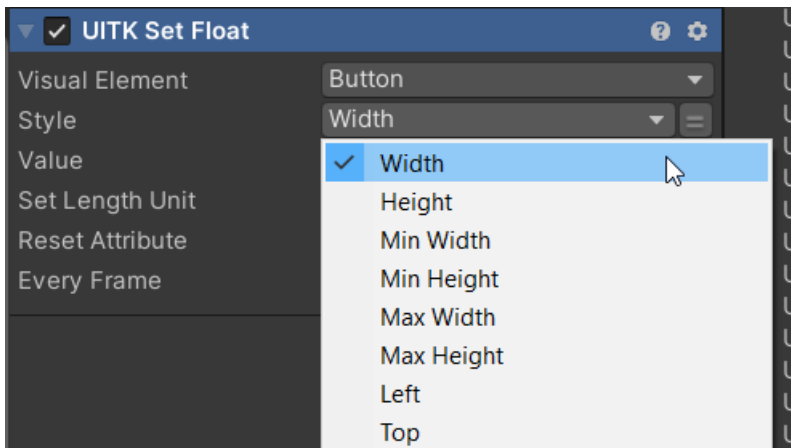 UITK Set Float
Visual Element Button
Style Width
Value
Width
Set Length Unit
Height
Reset Attribute
Min Width
Every Frame
Min Height
Max Width
Max Height
Left
Top